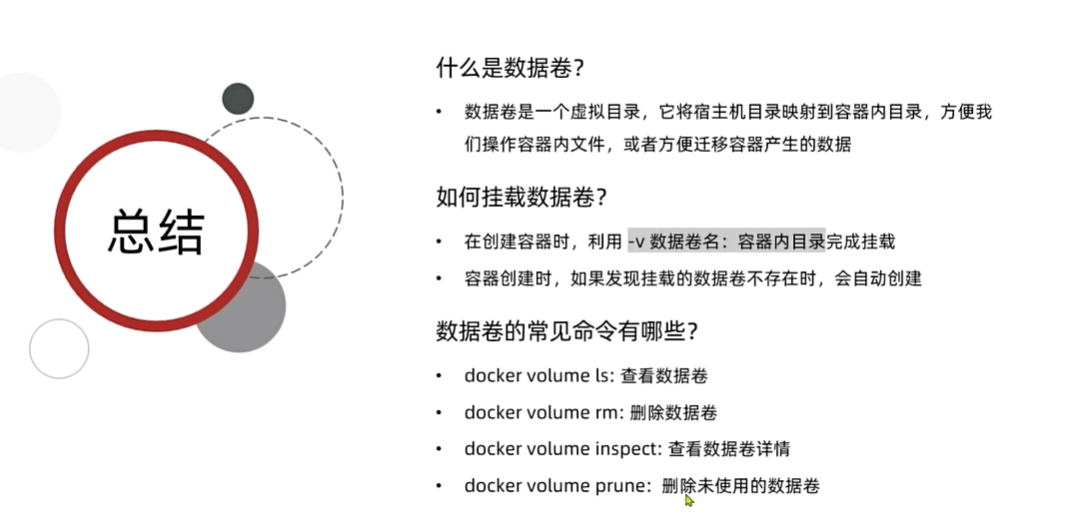 总结
什么是数据卷？
• 数据卷是一个虚拟目录，它将宿主机目录映射到容器内目录，方便我
们操作容器内文件，或者方便迁移容器产生的数据
如何挂载数据卷？
• 在创建容器时，利用 -v 数据卷名：容器内目录完成挂载
• 容器创建时，如果发现挂载的数据卷不存在时，会自动创建
数据卷的常见命令有哪些？
• docker volume ls: 查看数据卷
• docker volume rm: 删除数据卷
• docker volume inspect: 查看数据卷详情
• docker volume prune：删除未使用的数据卷